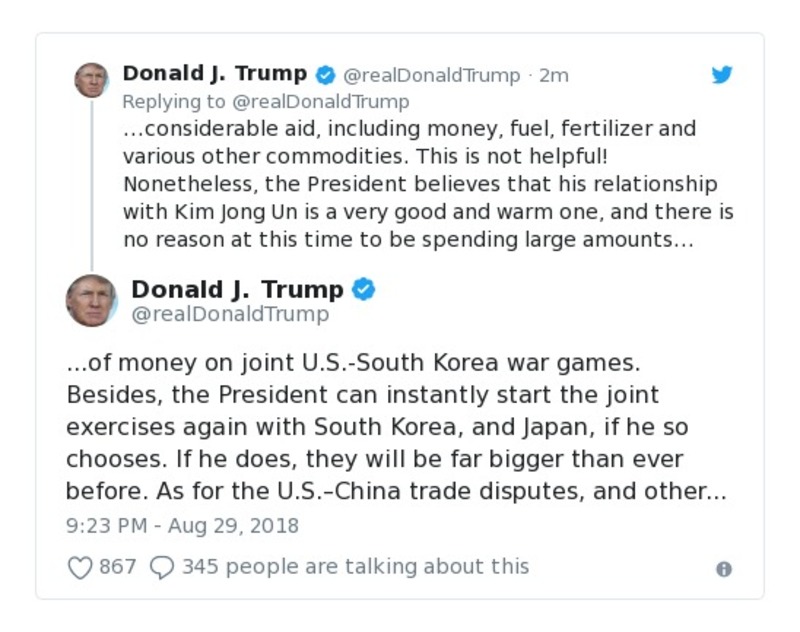 Donald J. Trump @realDonaldTrump · 2m
Replying to @realDonaldTrump
...considerable aid, including money, fuel, fertilizer and
various other commodities. This is not helpful!
Nonetheless, the President believes that his relationship
with Kim Jong Un is a very good and warm one, and there is
no reason at this time to be spending large amounts...
Donald J. Trump
@realDonaldTrump
...of money on joint U.S.-South Korea war games.
Besides, the President can instantly start the joint
exercises again with South Korea, and Japan, if he so
chooses. If he does, they will be far bigger than ever
before. As for the U.S.–China trade disputes, and other...
9:23 PM - Aug 29, 2018
867 345 people are talking about this